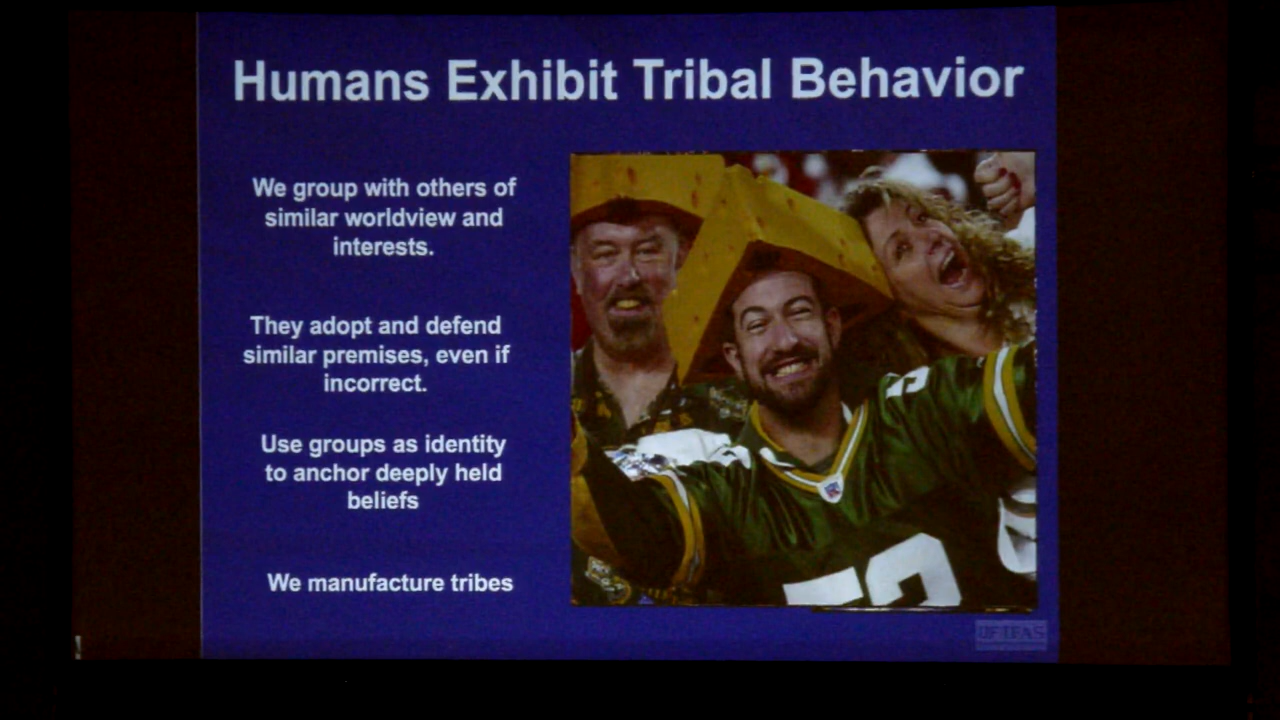 Humans Exhibit Tribal Behavior
We group with others of
similar worldview and
interests.
They adopt and defend
similar premises, even if
incorrect.
Use groups as identity
to anchor deeply held
beliefs
We manufacture tribes
52
UF IFAS